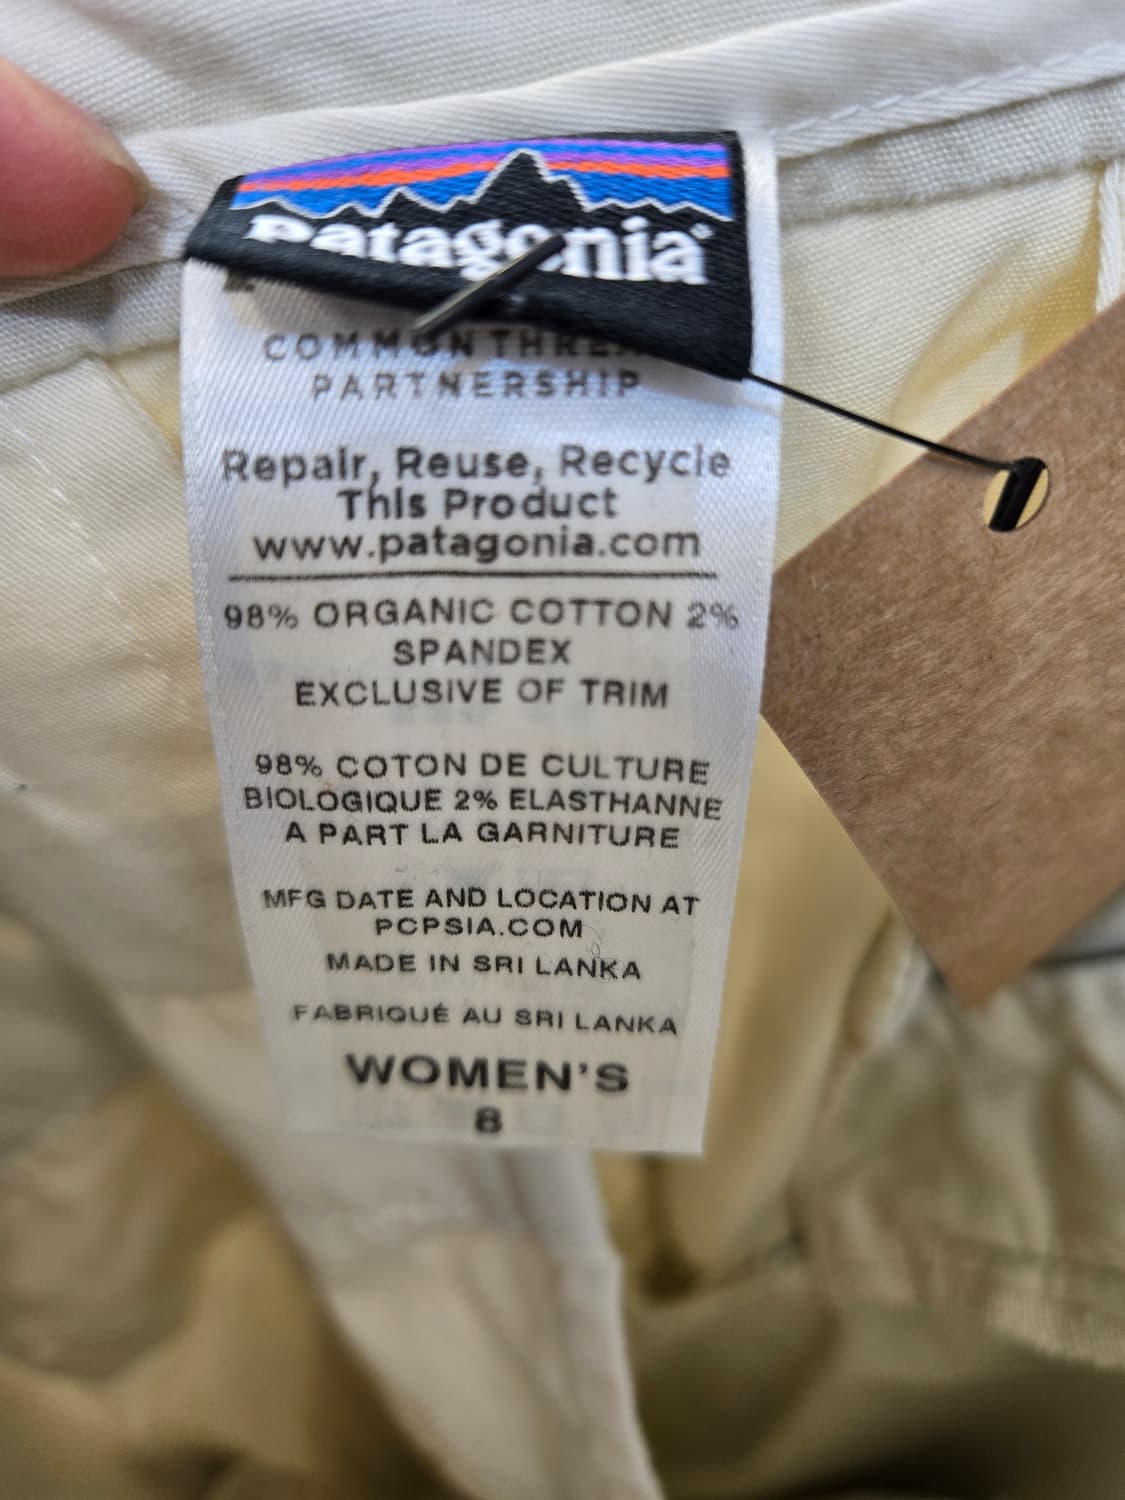 Patagonia®
COMMON THREADS
PARTNERSHIP
Repair, Reuse, Recycle
This Product
www.patagonia.com
98% ORGANIC COTTON 2%
SPANDEX
EXCLUSIVE OF TRIM
98% COTON DE CULTURE
BIOLOGIQUE 2% ELASTHANNE
A PART LA GARNITURE
MFG DATE AND LOCATION AT
PCPSIA.COM
MADE IN SRI LANKA
FABRIQUÉ AU SRI LANKA
WOMEN'S
8